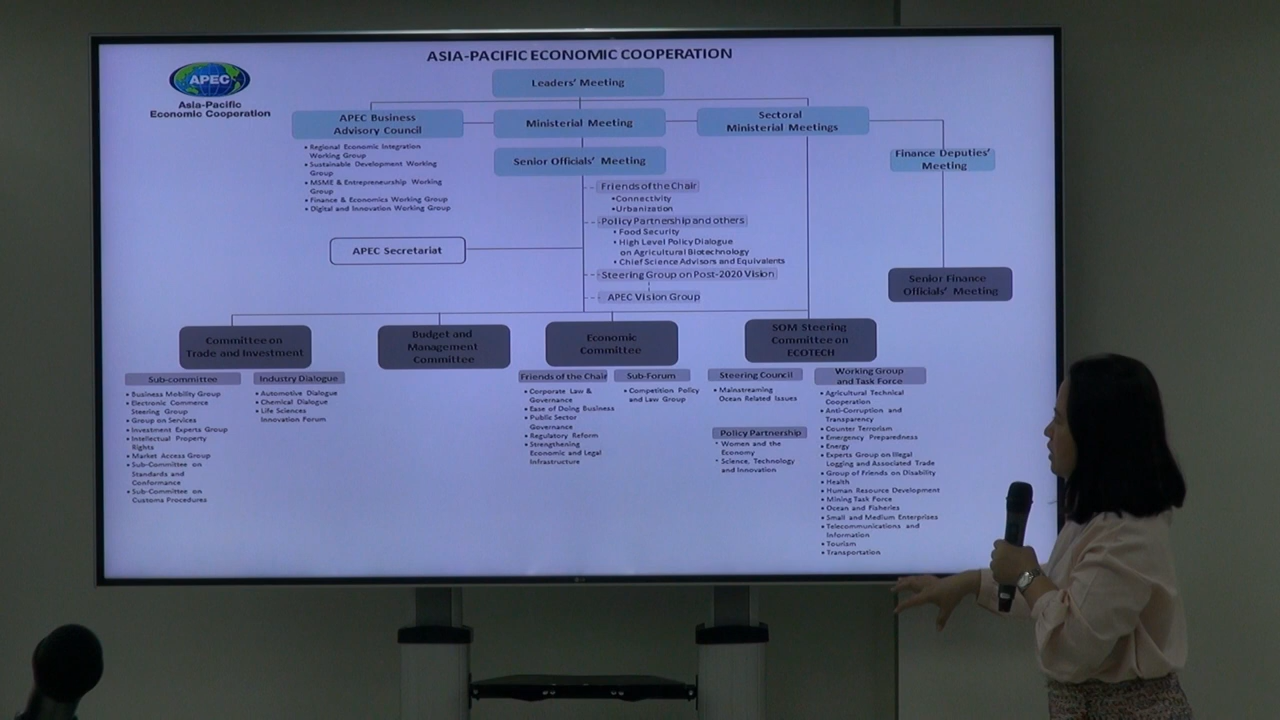 ASIA-PACIFIC ECONOMIC COOPERATION
APEC
Asia-Pacific
Economic Cooperation
Leaders' Meeting
APEC Business
Advisory Council
Ministerial Meeting
Sectoral
Ministerial Meetings
• Regional Economic Integration
Working Group
• Sustainable Development Working
Group
• MSME & Entrepreneurship Working
Group
• Finance & Economics Working Group
• Digital and Innovation Working Group
Senior Officials' Meeting
Finance Deputies'
Meeting
Friends of the Chair
•Connectivity
•Urbanization
Policy Partnership and others
• Food Security
• High Level Policy Dialogue
on Agricultural Biotechnology
• Chief Science Advisors and Equivalents
APEC Secretariat
Steering Group on Post-2020 Vision
APEC Vision Group
Senior Finance
Officials' Meeting
Committee on
Trade and Investment
Budget and
Management
Committee
Economic
Committee
SOM Steering
Committee on
ECOTECH
Sub-committee
• Business Mobility Group
• Electronic Commerce
Steering Group
• Group on Services
• Investment Experts Group
• Intellectual Property
Rights
• Market Access Group
• Sub-Committee on
Standards and
Conformance
• Sub-Committee on
Customs Procedures
Industry Dialogue
• Automotive Dialogue
• Chemical Dialogue
• Life Sciences
Innovation Forum
Friends of the Chair
• Corporate Law &
Governance
• Ease of Doing Business
• Public Sector
Governance
• Regulatory Reform
• Strengthening
Economic and Legal
Infrastructure
Sub-Forum
• Competition Policy
and Law Group
Steering Council
• Mainstreaming
Ocean Related Issues
Policy Partnership
• Women and the
Economy
• Science, Technology
and Innovation
Working Group
and Task Force
• Agricultural Technical
Cooperation
• Anti-Corruption and
Transparency
• Counter Terrorism
• Emergency Preparedness
• Energy
• Experts Group on Illegal
Logging and Associated Trade
• Group of Friends on Disability
• Health
• Human Resource Development
• Mining Task Force
• Ocean and Fisheries
• Small and Medium Enterprises
• Telecommunications and
Information
• Tourism
• Transportation